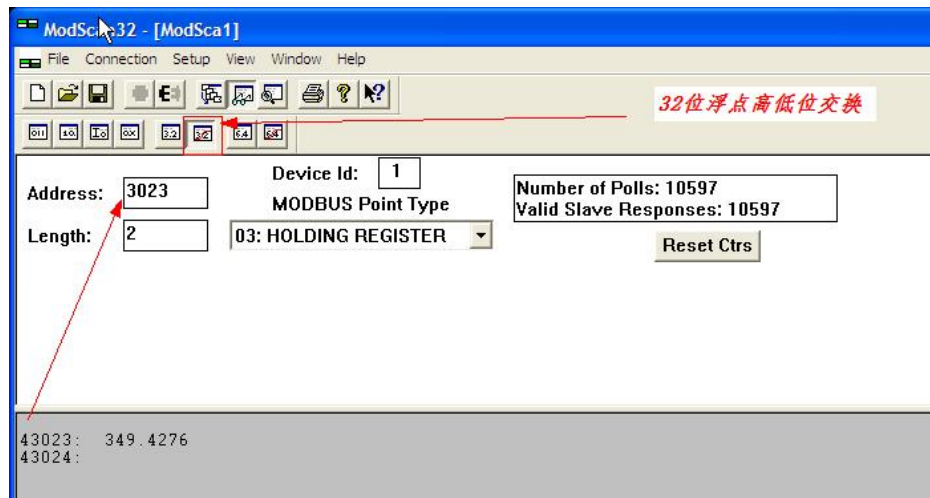 ModSca 32 - [ModSca1]
File Connection Setup View Window Help
32位浮点高低位交换
Device Id: 1
Address: 3023
MODBUS Point Type
Number of Polls: 10597
Valid Slave Responses: 10597
Length: 2
03: HOLDING REGISTER
Reset Ctrs
43023: 349.4276
43024: